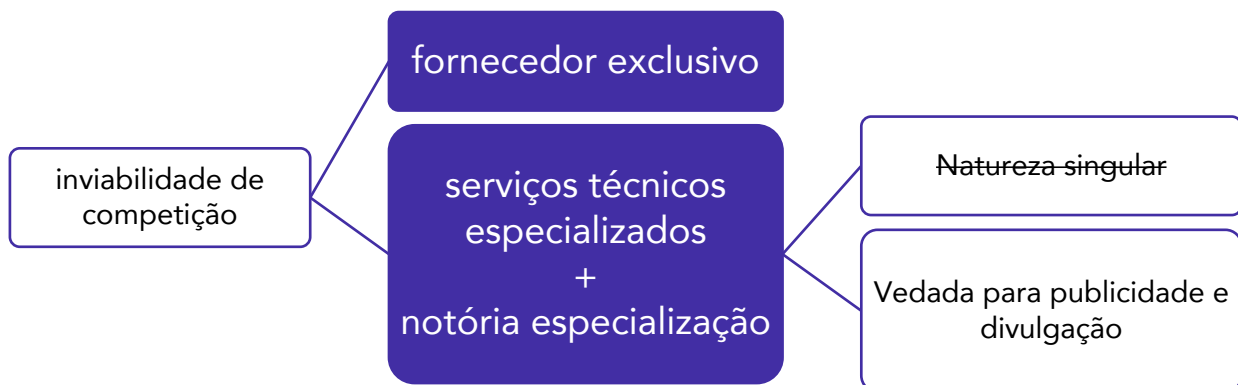 fornecedor exclusivo
inviabilidade de
competição
serviços técnicos
especializados
+
notória especialização
Natureza singular
Vedada para publicidade e
divulgação